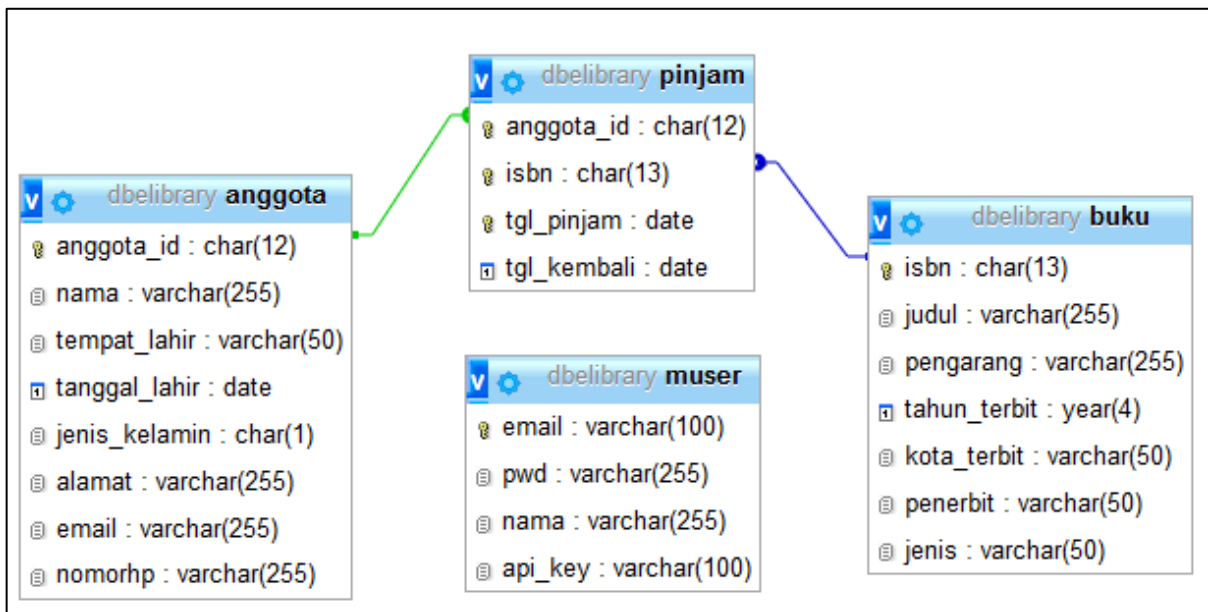 dbelibrary anggota
anggota_id : char(12)
nama : varchar(255)
tempat_lahir : varchar(50)
tanggal_lahir : date
jenis_kelamin : char(1)
alamat : varchar(255)
email : varchar(255)
nomorhp : varchar(255)
dbelibrary pinjam
anggota_id : char(12)
isbn : char(13)
tgl_pinjam : date
tgl_kembali : date
dbelibrary muser
email : varchar(100)
pwd : varchar(255)
nama : varchar(255)
api_key : varchar(100)
dbelibrary buku
isbn : char(13)
judul : varchar(255)
pengarang : varchar(255)
tahun_terbit : year(4)
kota_terbit : varchar(50)
penerbit : varchar(50)
jenis : varchar(50)